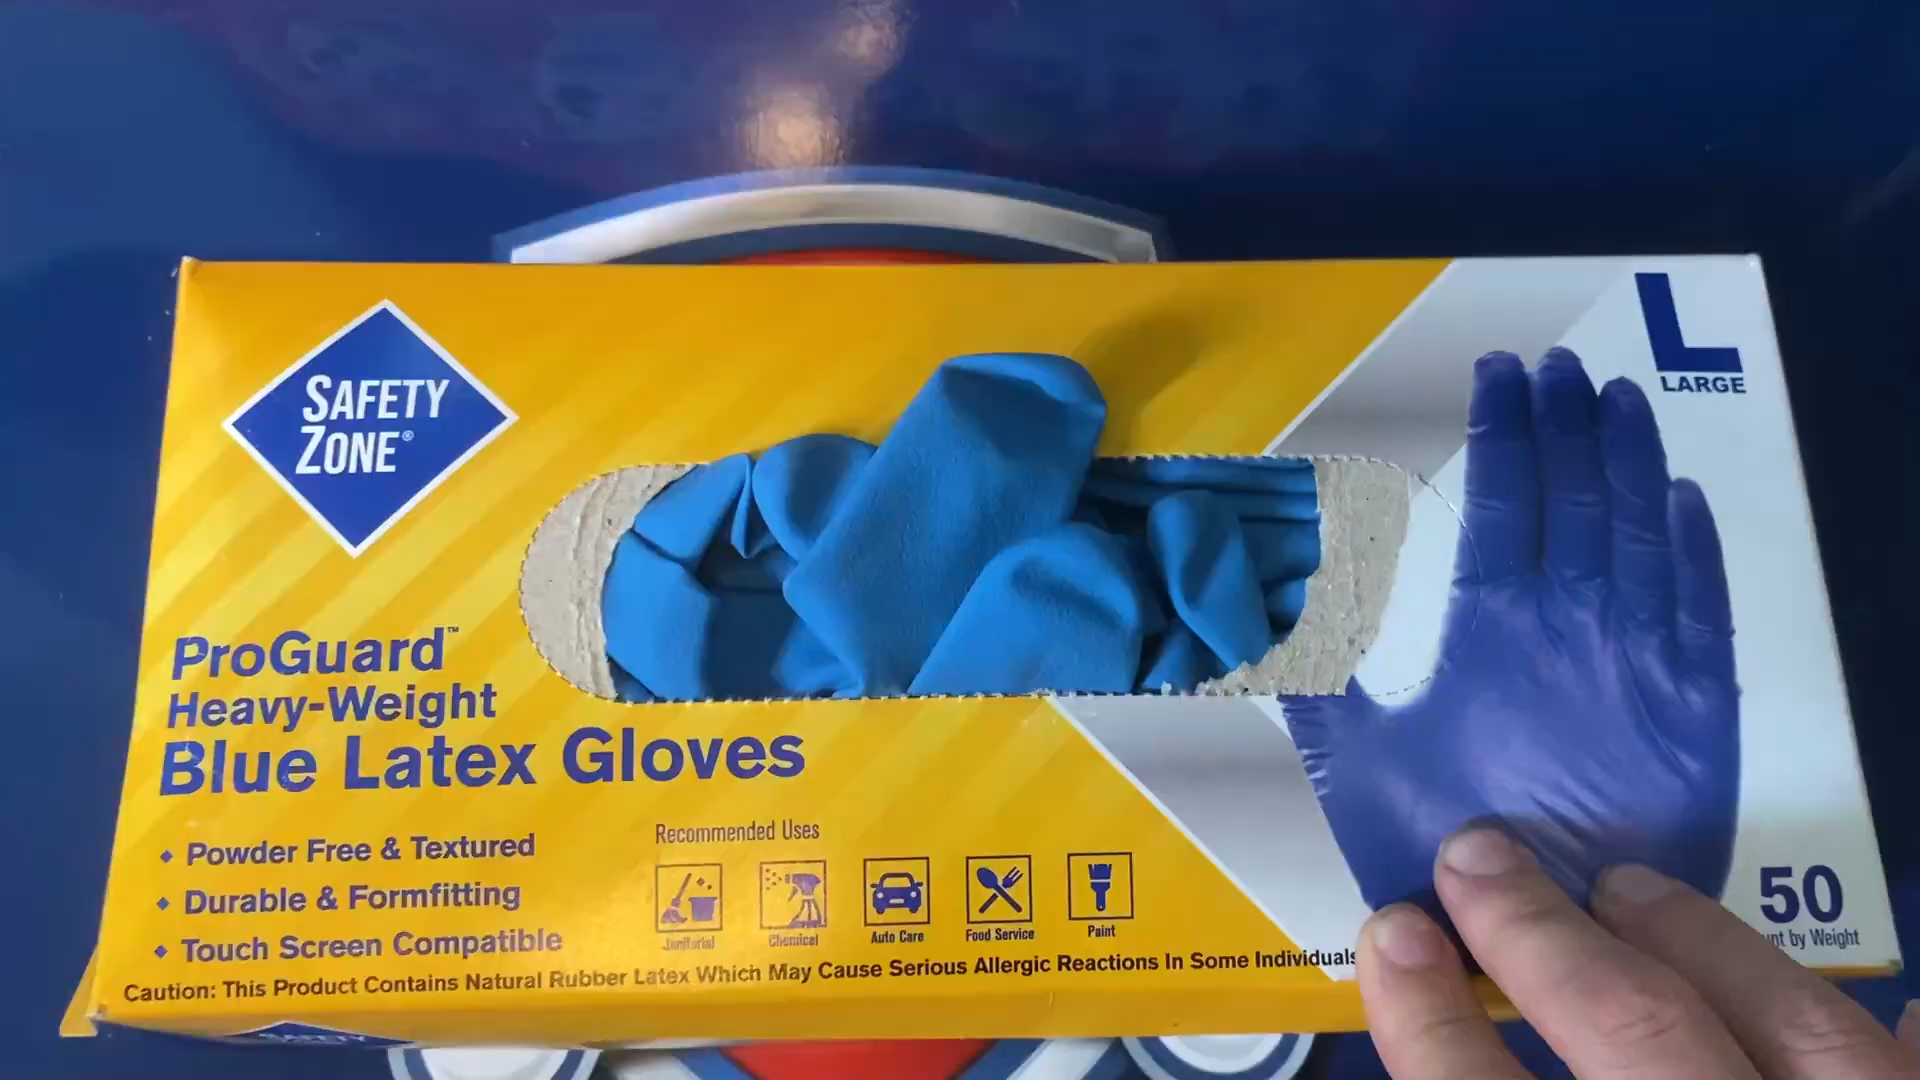 L
LARGE
SAFETY
ZONE®
ProGuard™
Heavy-Weight
Blue Latex Gloves
Powder Free & Textured
Durable & Formfitting
Touch Screen Compatible
Recommended Uses
Janitorial
Chemical
Auto Care
Food Service
Paint
50
by Weight
Caution: This Product Contains Natural Rubber Latex Which May Cause Serious Allergic Reactions In Some Individuals
SAFETY